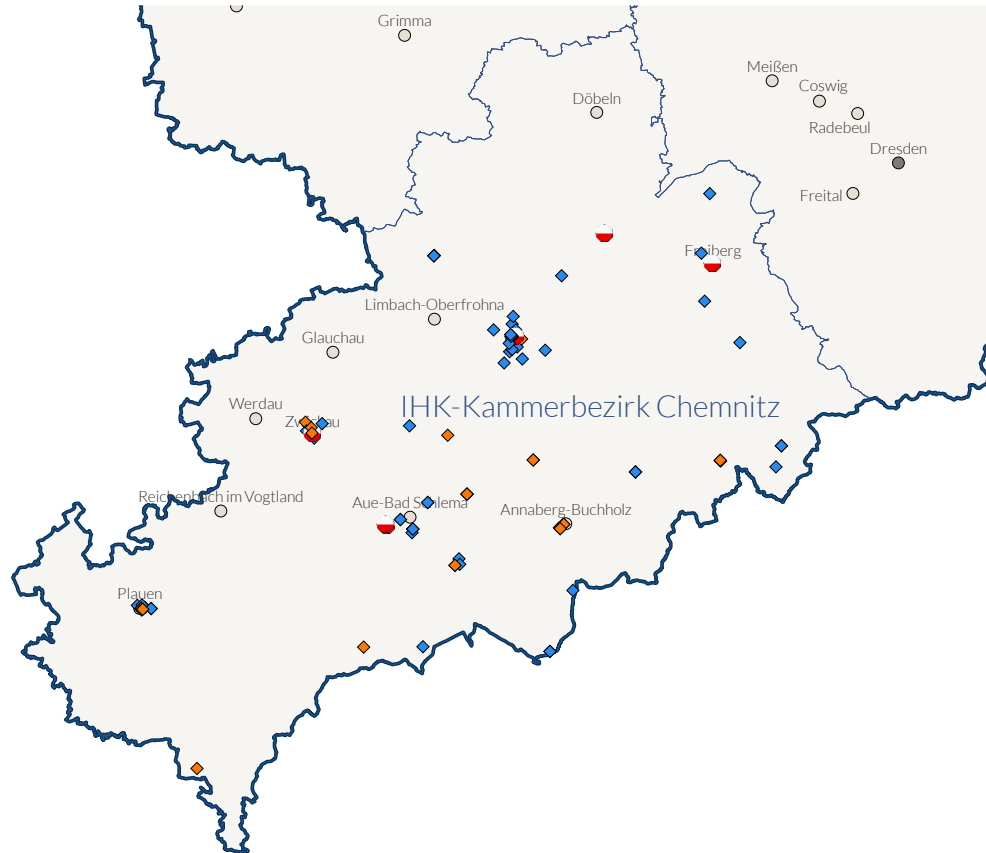 Grimma
Meißen
Coswig
Döbeln
Radebeul
Dresden
Freital
Freiberg
Limbach-Oberfrohna
Glauchau
IHK-Kammerbezirk Chemnitz
Werdau
Zwickau
Reichenbach im Vogtland
Aue-Bad Schlema
Annaberg-Buchholz
Plauen